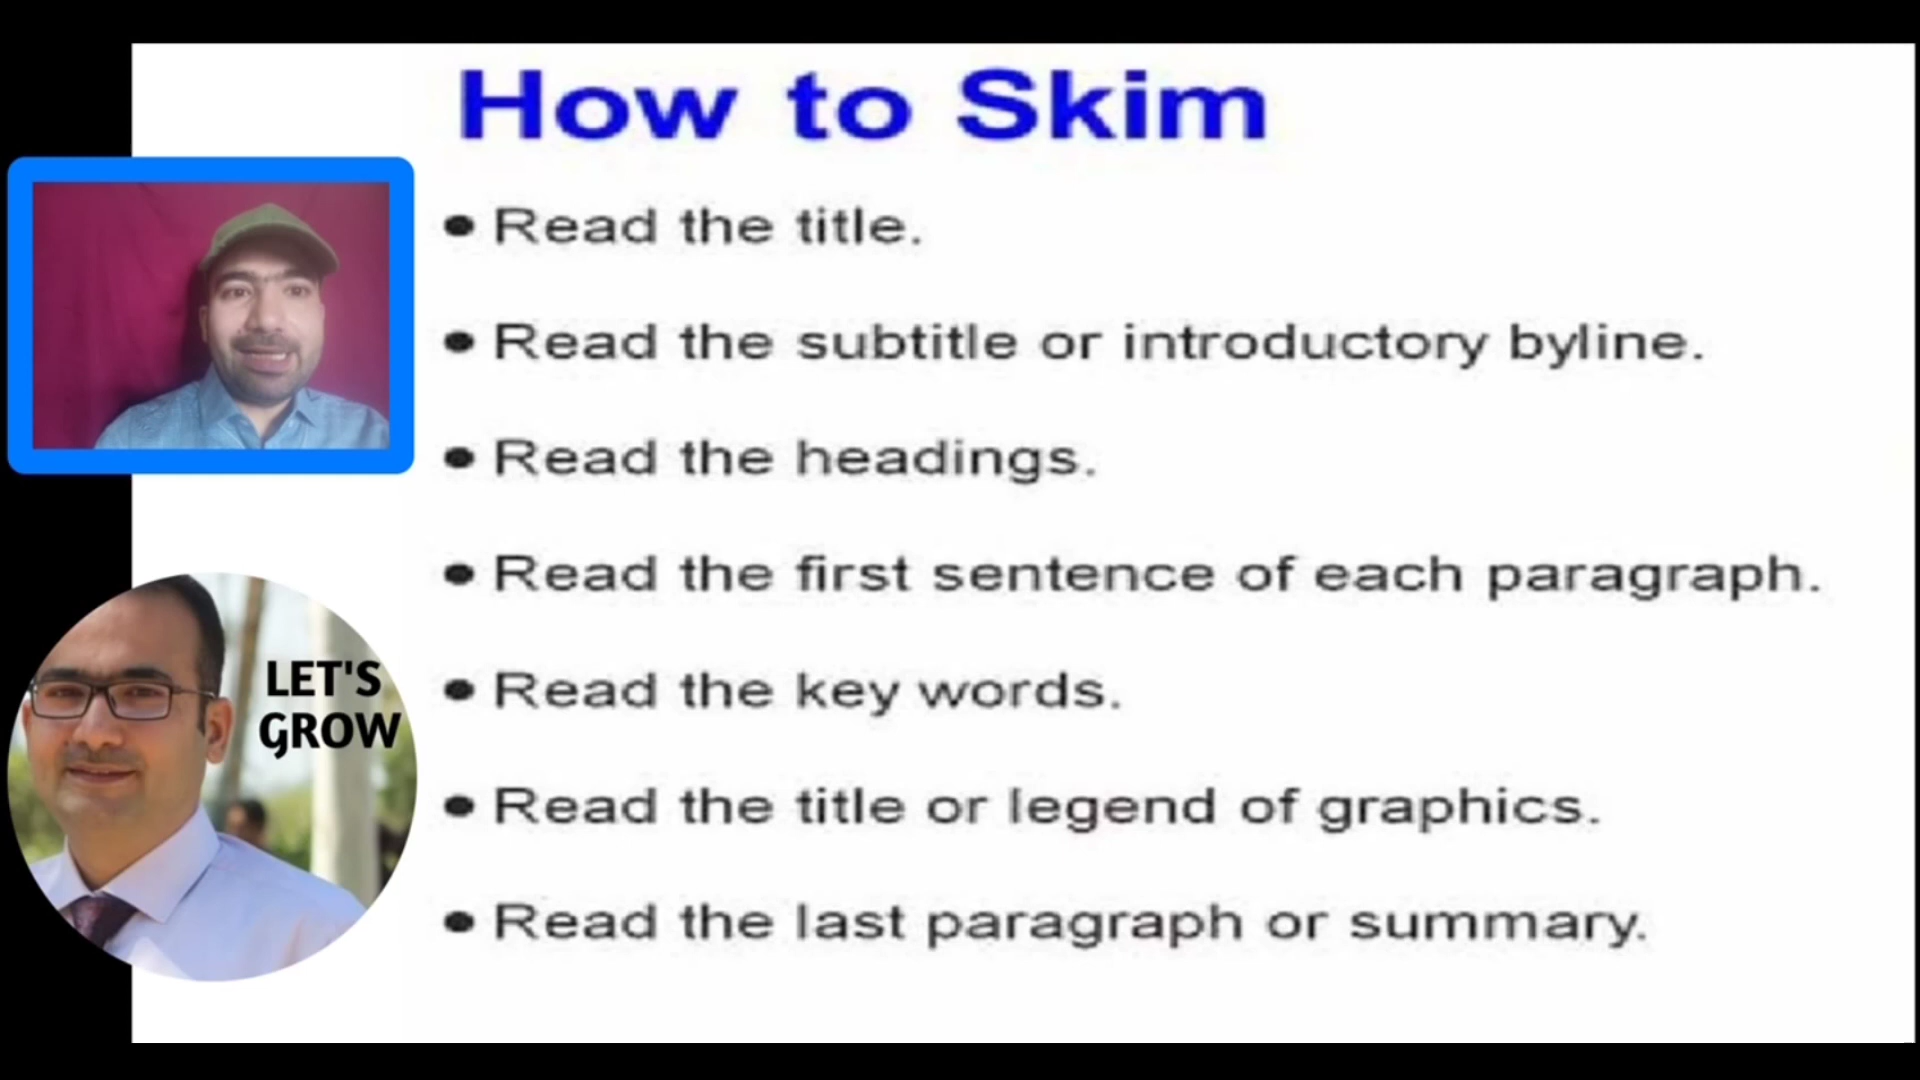 How to Skim
• Read the title.
• Read the subtitle or introductory byline.
• Read the headings.
• Read the first sentence of each paragraph.
• Read the key words.
• Read the title or legend of graphics.
• Read the last paragraph or summary.
LET'S
GROW